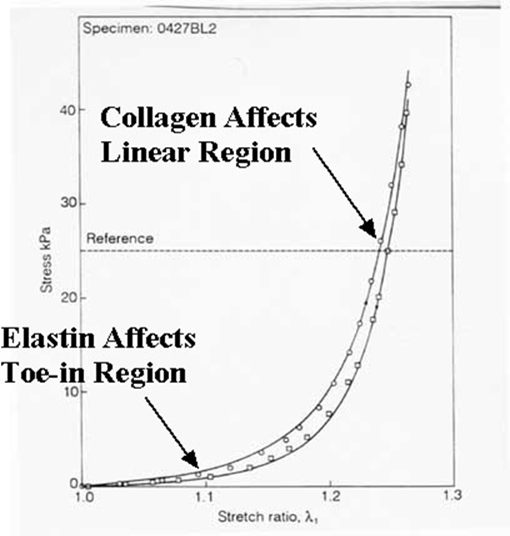 Specimen: 0427BL2
40
Collagen Affects
Linear Region
30
Reference
Stress kPa
20
Elastin Affects
Toe-in Region
10
0
1.0
1.1
1.2
1.3
Stretch ratio, λ₁